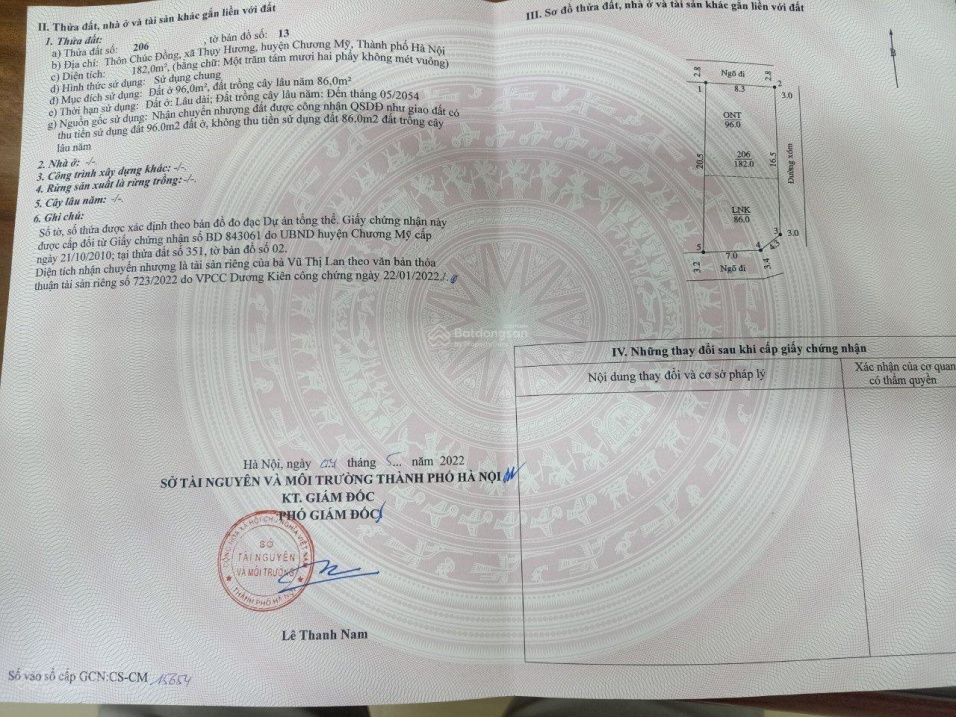 II. Thửa đất, nhà ở và tài sản khác gắn liền với đất
1. Thửa đất:
a) Thửa đất số: 206 , tờ bản đồ số: 13
b) Địa chỉ: Thôn Chúc Đồng, xã Thụy Hương, huyện Chương Mỹ, Thành phố Hà Nội
c) Diện tích: 182,0m², (bằng chữ: Một trăm tám mươi hai phẩy không mét vuông)
d) Hình thức sử dụng: Sử dụng chung
đ) Mục đích sử dụng: Đất ở 96,0m², đất trồng cây lâu năm 86,0m²
e) Thời hạn sử dụng: Đất ở: Lâu dài; Đất trồng cây lâu năm: Đến tháng 05/2054
g) Nguồn gốc sử dụng: Nhận chuyển nhượng đất được công nhận QSDĐ như giao đất có
thu tiền sử dụng đất 96.0m2 đất ở, không thu tiền sử dụng đất 86.0m2 đất trồng cây
lâu năm
2. Nhà ở: -/-
3. Công trình xây dựng khác: -/-
4. Rừng sản xuất là rừng trồng: -/-
5. Cây lâu năm: -/-
6. Ghi chú:
Số tờ, số thửa được xác định theo bản đồ đo đạc Dự án tổng thể. Giấy chứng nhận này
được cấp đổi từ Giấy chứng nhận số BD 843061 do UBND huyện Chương Mỹ cấp
ngày 21/10/2010; tại thửa đất số 351, tờ bản đồ số 02.
Diện tích nhận chuyển nhượng là tài sản riêng của bà Vũ Thị Lan theo văn bản thỏa
thuận tài sản riêng số 723/2022 do VPCC Dương Kiên công chứng ngày 22/01/2022./.
Hà Nội, ngày 04 tháng 5 năm 2022
SỞ TÀI NGUYÊN VÀ MÔI TRƯỜNG THÀNH PHỐ HÀ NỘI
KT. GIÁM ĐỐC
PHÓ GIÁM ĐỐC
CỘNG HÒA XÃ HỘI CHỦ NGHĨA VIỆT NAM
SỞ
TÀI NGUYÊN
VÀ MÔI TRƯỜNG
THÀNH PHỐ HÀ NỘI
Lê Thanh Nam
Số vào sổ cấp GCN:CS-CM 15654
III. Sơ đồ thửa đất, nhà ở và tài sản khác gắn liền với đất
2.8 Ngõ đi 2.8
1 8.3 2 3.0
ONT
96.0
20.5 206 16.5 Đường xóm
182.0
LNK
86.0
3 3.0
5 7.0 4 4.3
3.2 Ngõ đi 3.4
Batdongsan
by PropertyGuru
IV. Những thay đổi sau khi cấp giấy chứng nhận
Nội dung thay đổi và cơ sở pháp lý
Xác nhận của cơ quan
có thẩm quyền